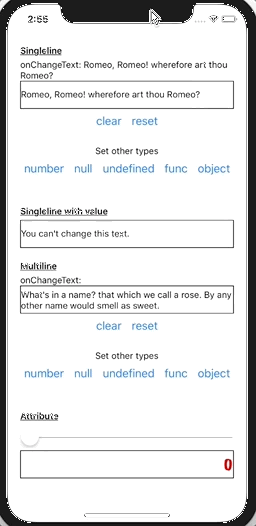 2:55
Singleline
onChangeText: Romeo, Romeo! wherefore art thou
Romeo?
Romeo, Romeo! wherefore art thou Romeo?
clear reset
Set other types
number null undefined func object
Singleline with value
You can't change this text.
Multiline
onChangeText:
What's in a name? that which we call a rose. By any
other name would smell as sweet.
clear reset
Set other types
number null undefined func object
Attribute
0